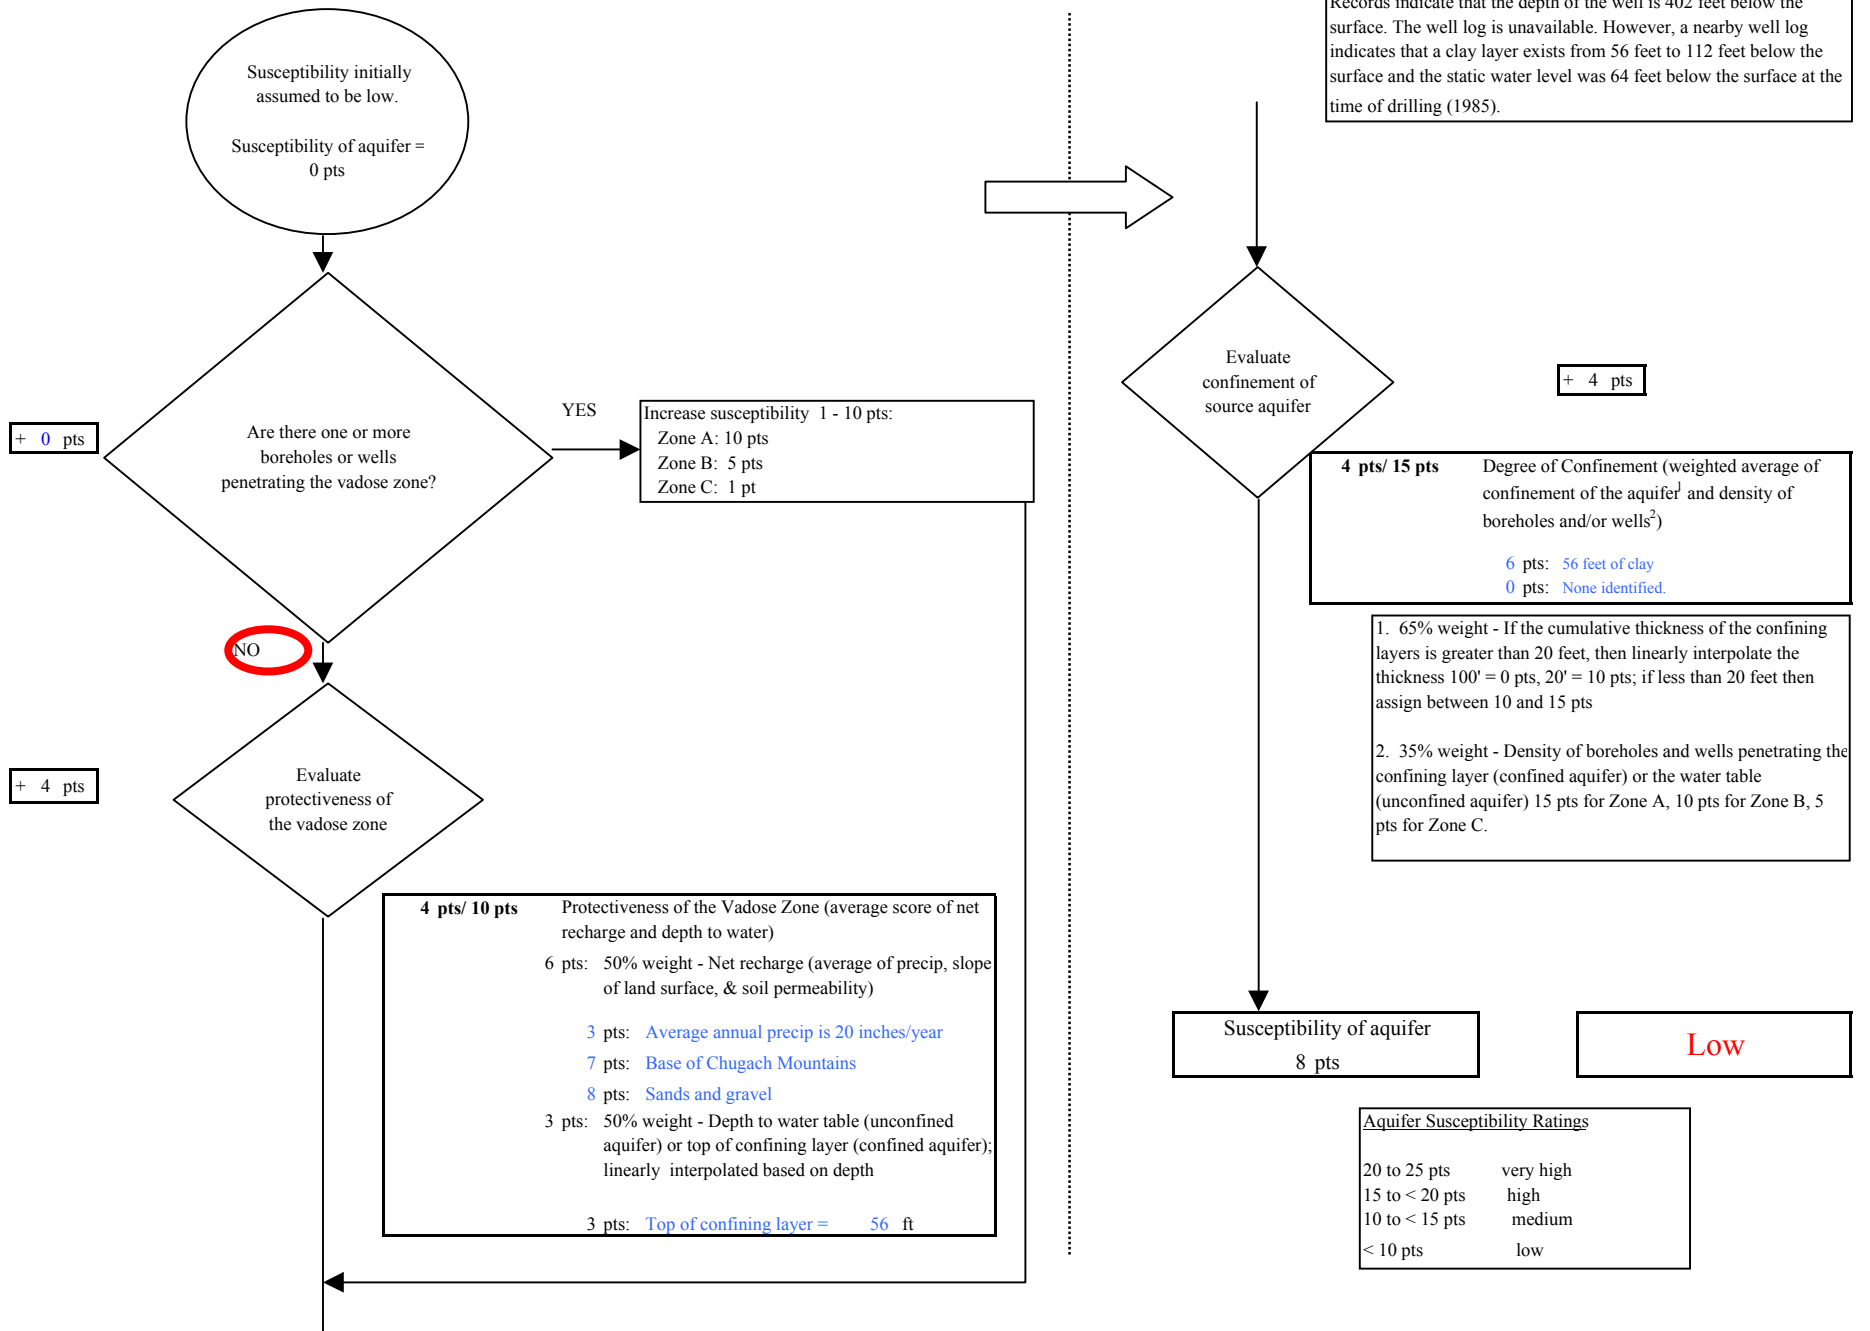 Susceptibility initially
assumed to be low.
Susceptibility of aquifer =
0 pts
+ 0 pts
Are there one or more
boreholes or wells
penetrating the vadose zone?
YES
Increase susceptibility 1 - 10 pts:
Zone A: 10 pts
Zone B: 5 pts
Zone C: 1 pt
NO
+ 4 pts
Evaluate
protectiveness of
the vadose zone
4 pts/ 10 pts Protectiveness of the Vadose Zone (average score of net
recharge and depth to water)
6 pts: 50% weight - Net recharge (average of precip, slope
of land surface, & soil permeability)
3 pts: Average annual precip is 20 inches/year
7 pts: Base of Chugach Mountains
8 pts: Sands and gravel
3 pts: 50% weight - Depth to water table (unconfined
aquifer) or top of confining layer (confined aquifer);
linearly interpolated based on depth
3 pts: Top of confining layer = 56 ft
Records indicate that the depth of the well is 402 feet below the
surface. The well log is unavailable. However, a nearby well log
indicates that a clay layer exists from 56 feet to 112 feet below the
surface and the static water level was 64 feet below the surface at the
time of drilling (1985).
Evaluate
confinement of
source aquifer
+ 4 pts
4 pts/ 15 pts Degree of Confinement (weighted average of
confinement of the aquifer1 and density of
boreholes and/or wells2)
6 pts: 56 feet of clay
0 pts: None identified.
1. 65% weight - If the cumulative thickness of the confining
layers is greater than 20 feet, then linearly interpolate the
thickness 100' = 0 pts, 20' = 10 pts; if less than 20 feet then
assign between 10 and 15 pts
2. 35% weight - Density of boreholes and wells penetrating the
confining layer (confined aquifer) or the water table
(unconfined aquifer) 15 pts for Zone A, 10 pts for Zone B, 5
pts for Zone C.
Susceptibility of aquifer
8 pts
Low
Aquifer Susceptibility Ratings
20 to 25 pts very high
15 to < 20 pts high
10 to < 15 pts medium
< 10 pts low